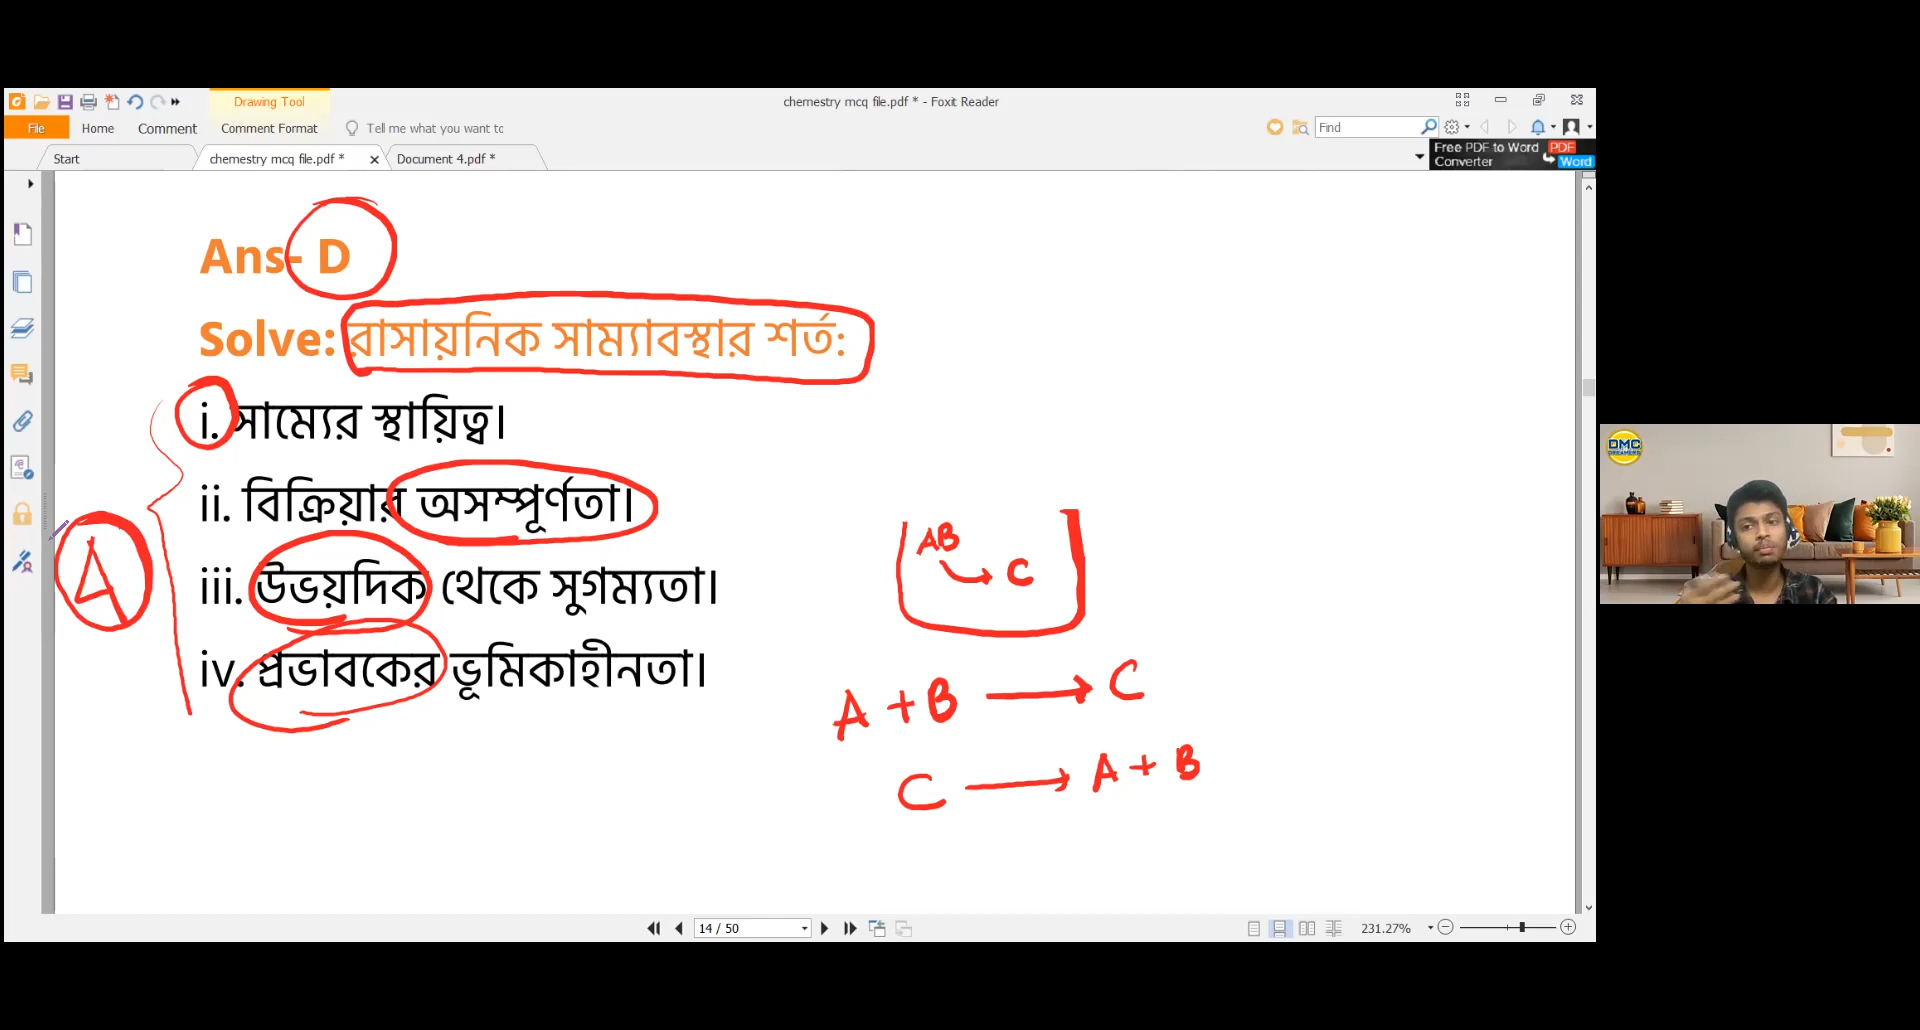 Drawing Tool
chemestry mcq file.pdf * - Foxit Reader
File Home Comment Comment Format Tell me what you want to
Find
Start chemestry mcq file.pdf * Document 4.pdf *
Free PDF to Word Converter PDF Word
Ans- D
Solve: রাসায়নিক সাম্যাবস্থার শর্ত:
i. সাম্যের স্থায়িত্ব।
ii. বিক্রিয়ার অসম্পূর্ণতা।
iii. উভয়দিক থেকে সুগম্যতা।
iv. প্রভাবকের ভূমিকাহীনতা।
AB
C
A + B → C
C → A + B
DMC
DREAMERS
14 / 50
231.27%